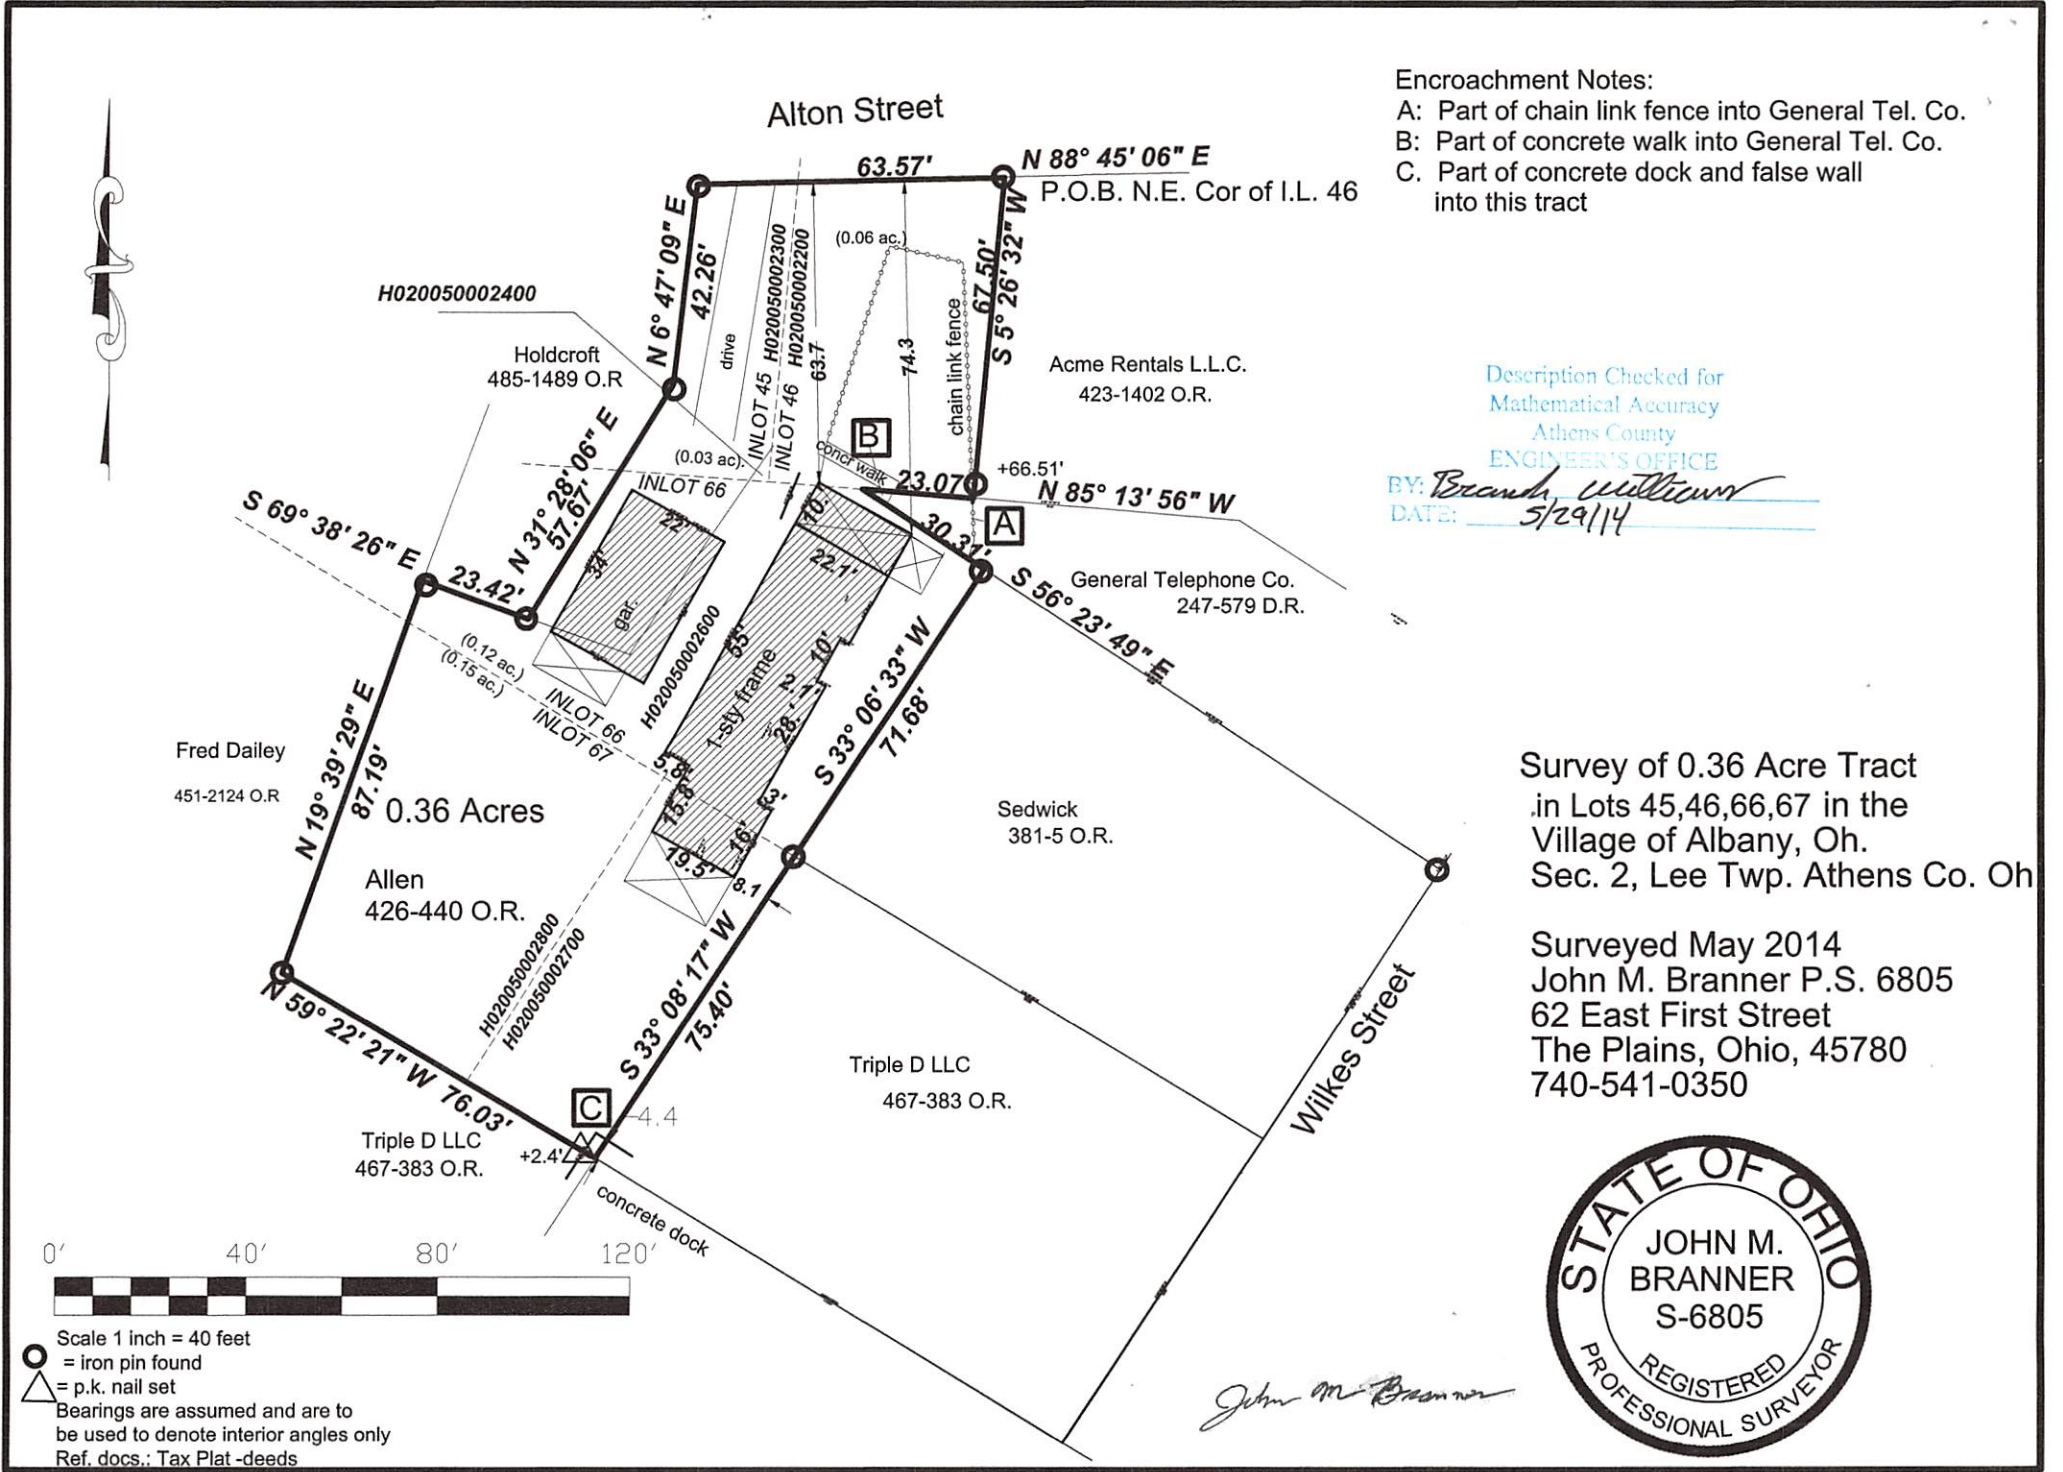 Alton Street
63.57'
N 88° 45' 06" E
P.O.B. N.E. Cor of I.L. 46
Encroachment Notes:
A: Part of chain link fence into General Tel. Co.
B: Part of concrete walk into General Tel. Co.
C. Part of concrete dock and false wall
into this tract
N 6° 47' 09" E
42.26'
drive
INLOT 45 H020050002300
INLOT 46 H020050002200
63.7
(0.06 ac.)
74.3
chain link fence
67.50'
S 5° 26' 32" W
H020050002400
Holdcroft
485-1489 O.R
Acme Rentals L.L.C.
423-1402 O.R.
Description Checked for
Mathematical Accuracy
Athens County
ENGINEER'S OFFICE
BY: Brandi Williams
DATE: 5/29/14
B
concr walk
(0.03 ac).
INLOT 66
23.07
+66.51'
N 85° 13' 56" W
A
30.31'
N 31° 28' 06" E
57.67'
S 69° 38' 26" E
23.42'
22'
34'
gar.
10'
22.1'
55'
1-sty frame
10'
2.1'
28.'
5.8'
15.8'
3'
16'
19.5'
8.1
General Telephone Co.
247-579 D.R.
S 56° 23' 49" E
H020050002600
(0.12 ac.)
(0.15 ac.)
INLOT 66
INLOT 67
S 33° 06' 33" W
71.68'
Fred Dailey
451-2124 O.R
N 19° 39' 29" E
87.19'
0.36 Acres
Allen
426-440 O.R.
Sedwick
381-5 O.R.
Survey of 0.36 Acre Tract
in Lots 45,46,66,67 in the
Village of Albany, Oh.
Sec. 2, Lee Twp. Athens Co. Oh
Surveyed May 2014
John M. Branner P.S. 6805
62 East First Street
The Plains, Ohio, 45780
740-541-0350
H020050002800
H020050002700
S 33° 08' 17" W
75.40'
N 59° 22' 21" W 76.03'
Triple D LLC
467-383 O.R.
Wilkes Street
C
4.4
Triple D LLC
467-383 O.R.
+2.4'
concrete dock
0' 40' 80' 120'
Scale 1 inch = 40 feet
= iron pin found
= p.k. nail set
Bearings are assumed and are to
be used to denote interior angles only
Ref. docs.: Tax Plat -deeds
John M Branner
STATE OF OHIO
JOHN M.
BRANNER
S-6805
REGISTERED
PROFESSIONAL SURVEYOR